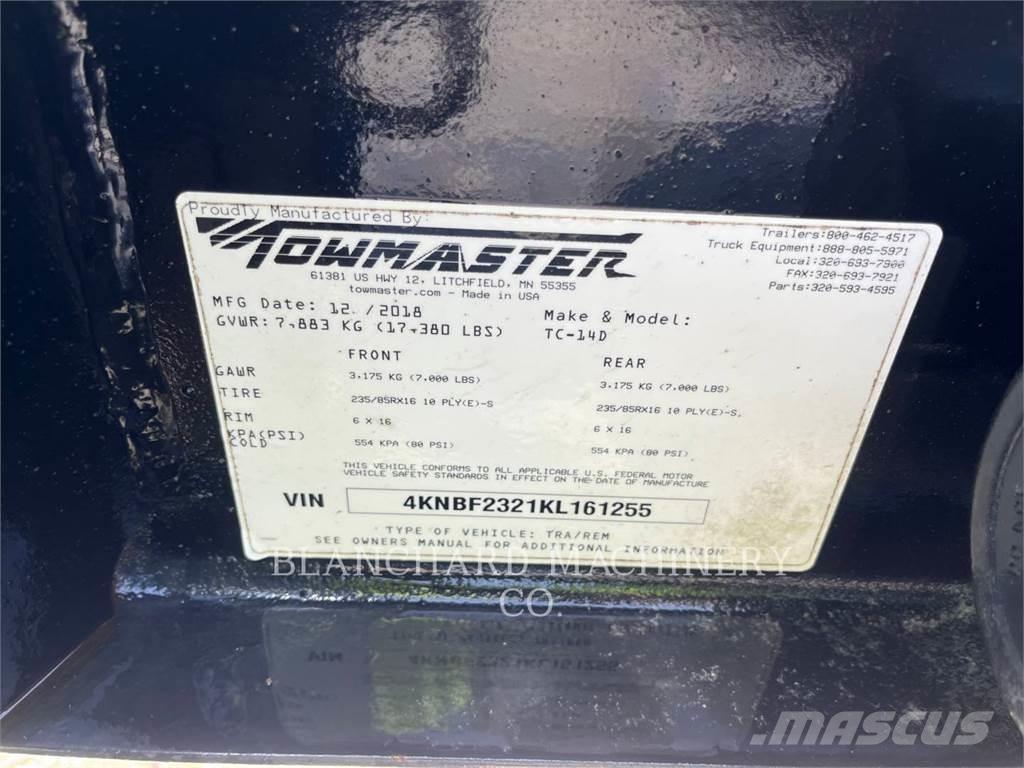 Proudly Manufactured By:
TOWMASTER
61381 US HWY 12, LITCHFIELD, MN 55355
towmaster.com - Made in USA
Trailers:800-462-4517
Truck Equipment:888-805-5971
Local:320-693-7900
FAX:320-693-7921
Parts:320-593-4595
MFG Date: 12 /2018
GVWR: 7,883 KG (17,380 LBS)
Make & Model:
TC-14D
FRONT REAR
GAWR 3,175 KG (7,000 LBS) 3,175 KG (7,000 LBS)
TIRE 235/85RX16 10 PLY(E)-S 235/85RX16 10 PLY(E)-S,
RIM 6 X 16 6 X 16
KPA(PSI) COLD 554 KPA (80 PSI) 554 KPA (80 PSI)
THIS VEHICLE CONFORMS TO ALL APPLICABLE U.S. FEDERAL MOTOR
VEHICLE SAFETY STANDARDS IN EFFECT ON THE DATE OF MANUFACTURE
VIN 4KNBF2321KL161255
TYPE OF VEHICLE: TRA/REM
SEE OWNERS MANUAL FOR ADDITIONAL INFORMATION
BLANCHARD MACHINERY
CO
MASCUS